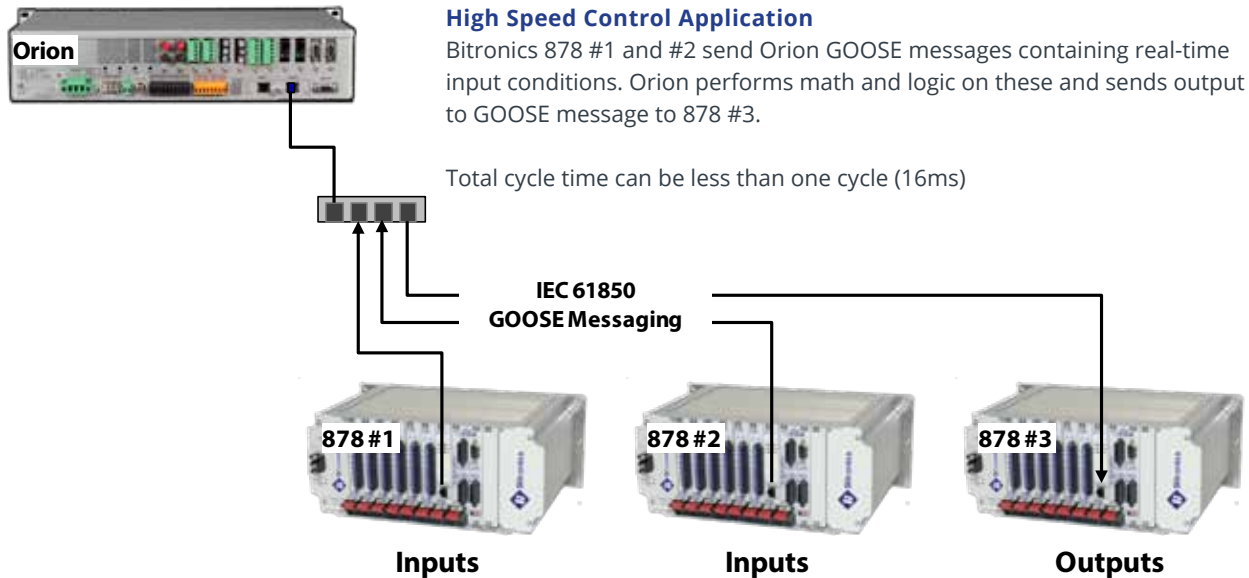 Orion
High Speed Control Application
Bitronics 878 #1 and #2 send Orion GOOSE messages containing real-time
input conditions. Orion performs math and logic on these and sends output
to GOOSE message to 878 #3.
Total cycle time can be less than one cycle (16ms)
IEC 61850
GOOSE Messaging
878 #1
878 #2
878 #3
Bitronics
Bitronics
Bitronics
Inputs
Inputs
Outputs